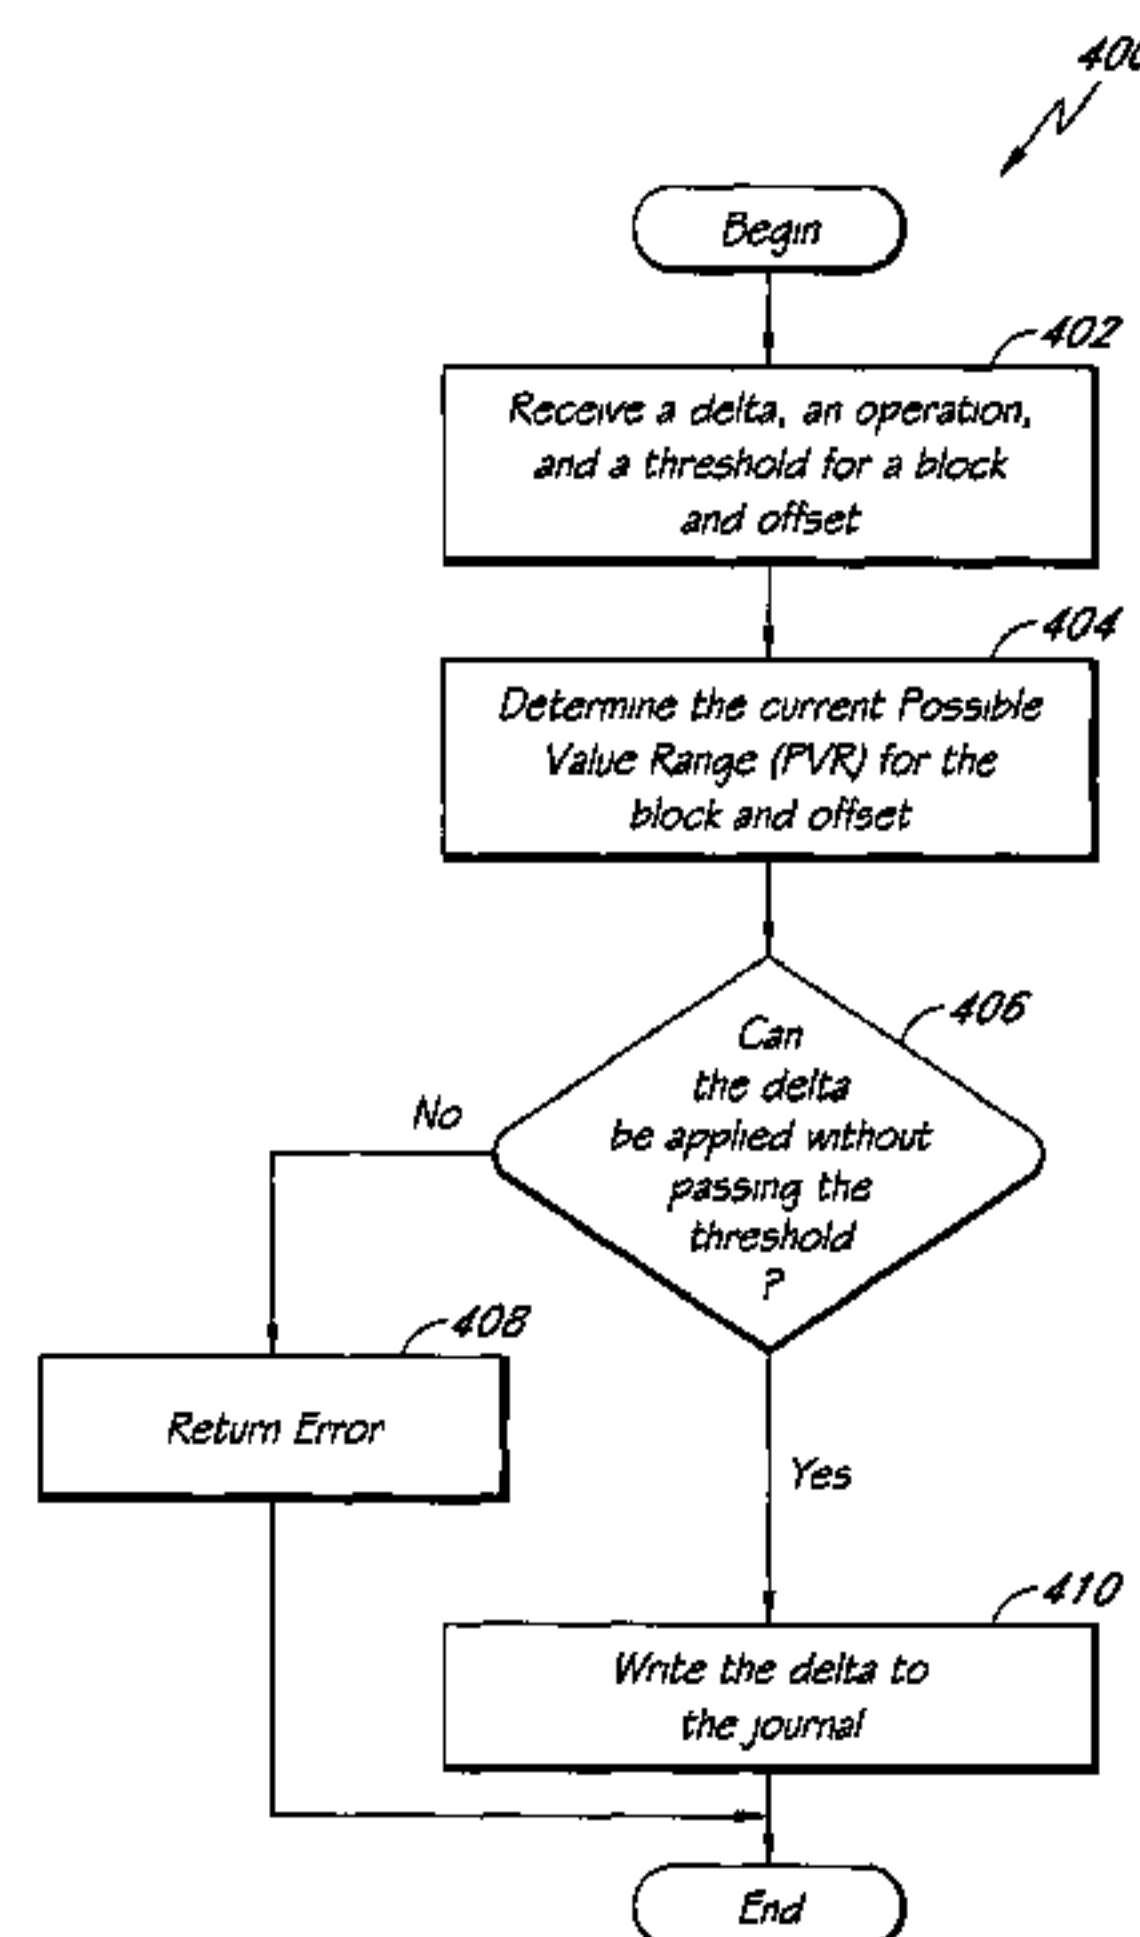 400
Begin
402
Receive a delta, an operation,
and a threshold for a block
and offset
404
Determine the current Possible
Value Range (PVR) for the
block and offset
406
Can
the delta
be applied without
passing the
threshold
?
No
408
Return Error
Yes
410
Write the delta to
the journal
End